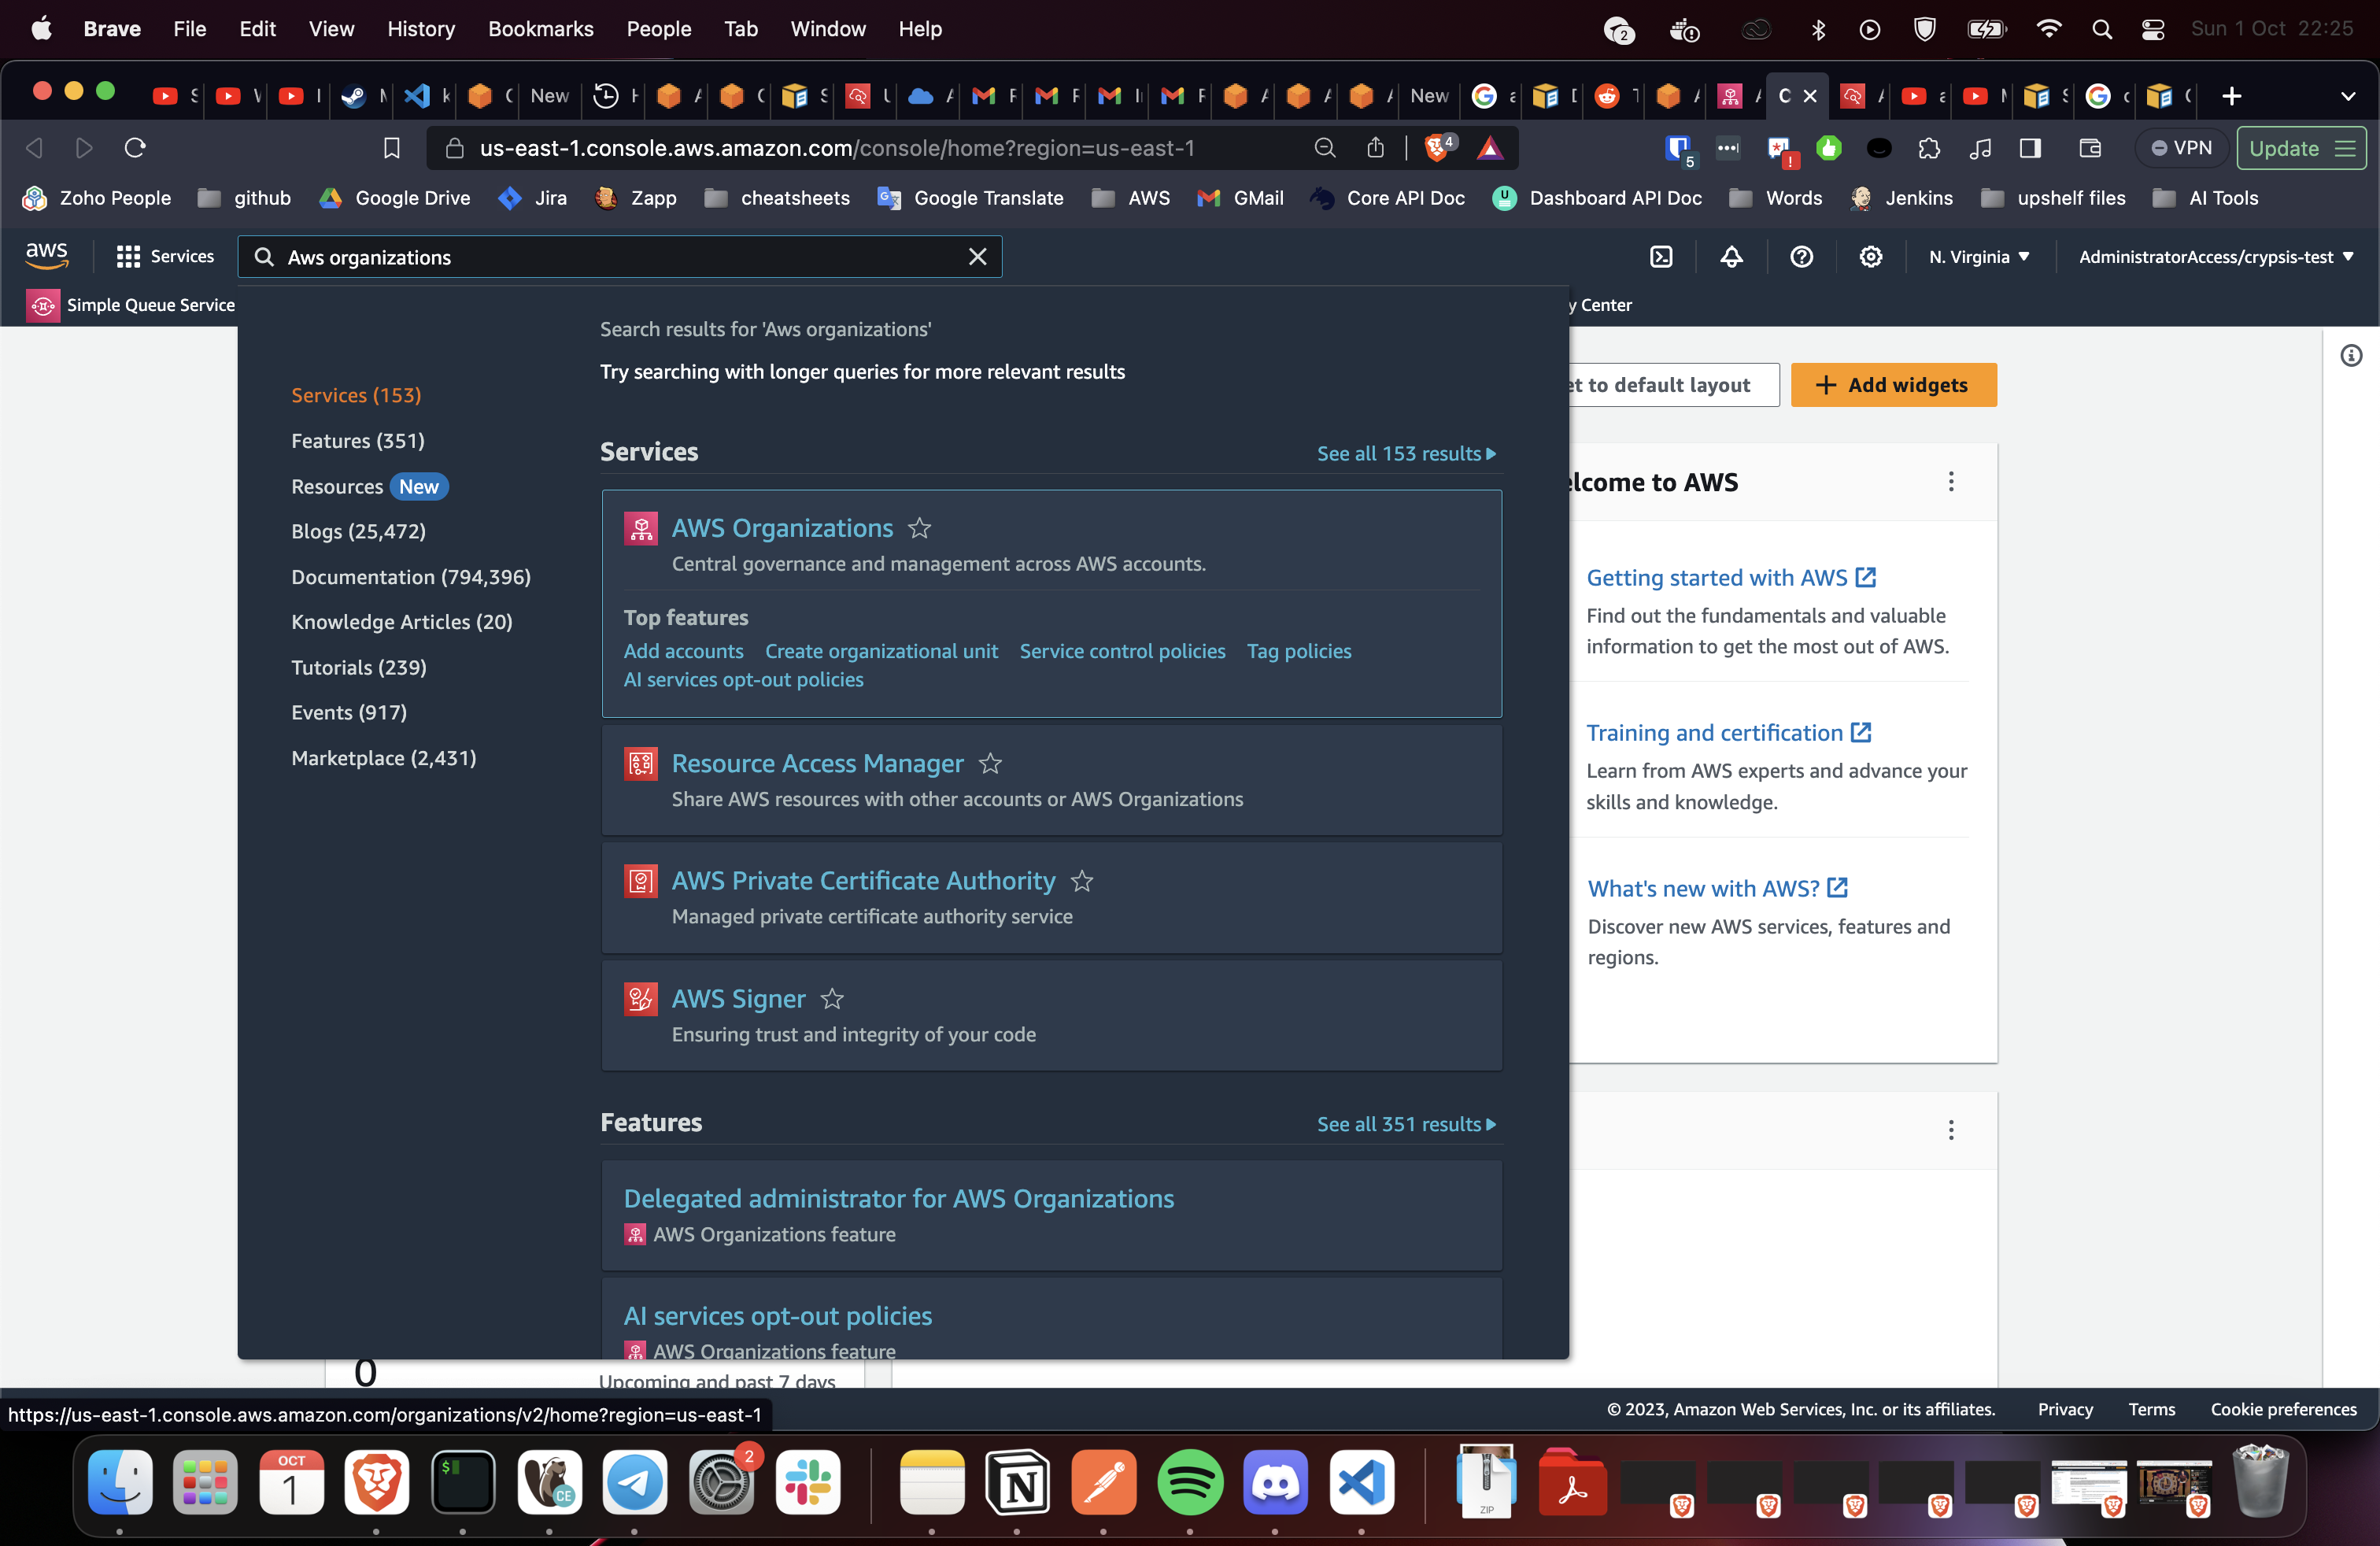 Brave File Edit View History Bookmarks People Tab Window Help
2
Sun 1 Oct 22:25
New
New
us-east-1.console.aws.amazon.com/console/home?region=us-east-1
4
5
VPN
Update
Zoho People github Google Drive Jira Zapp cheatsheets Google Translate AWS GMail Core API Doc Dashboard API Doc Words Jenkins upshelf files AI Tools
aws Services Aws organizations N. Virginia AdministratorAccess/crypsis-test
Simple Queue Service
y Center
Search results for 'Aws organizations'
Try searching with longer queries for more relevant results
Services (153)
Features (351)
Resources New
Blogs (25,472)
Documentation (794,396)
Knowledge Articles (20)
Tutorials (239)
Events (917)
Marketplace (2,431)
Services
See all 153 results
AWS Organizations
Central governance and management across AWS accounts.
Top features
Add accounts Create organizational unit Service control policies Tag policies
AI services opt-out policies
Resource Access Manager
Share AWS resources with other accounts or AWS Organizations
AWS Private Certificate Authority
Managed private certificate authority service
AWS Signer
Ensuring trust and integrity of your code
Features
See all 351 results
Delegated administrator for AWS Organizations
AWS Organizations feature
AI services opt-out policies
AWS Organizations feature
et to default layout
+ Add widgets
elcome to AWS
Getting started with AWS
Find out the fundamentals and valuable
information to get the most out of AWS.
Training and certification
Learn from AWS experts and advance your
skills and knowledge.
What's new with AWS?
Discover new AWS services, features and
regions.
0
Upcoming and past 7 days
https://us-east-1.console.aws.amazon.com/organizations/v2/home?region=us-east-1
© 2023, Amazon Web Services, Inc. or its affiliates. Privacy Terms Cookie preferences
OCT
1
$
CE
2
ZIP